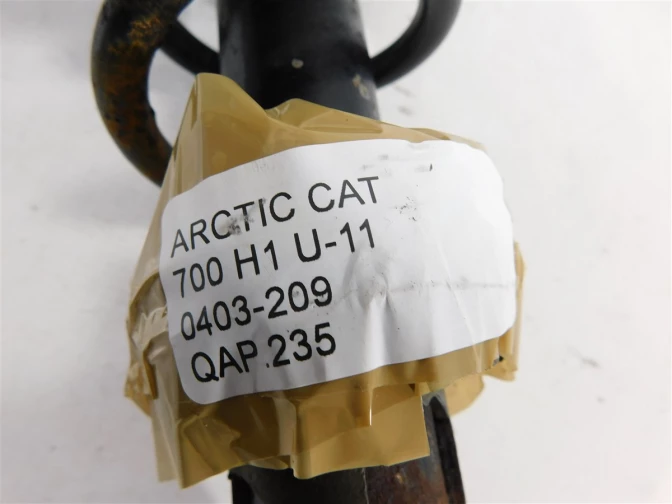 ARCTIC CAT
700 H1 U-11
0403-209
QAP.235